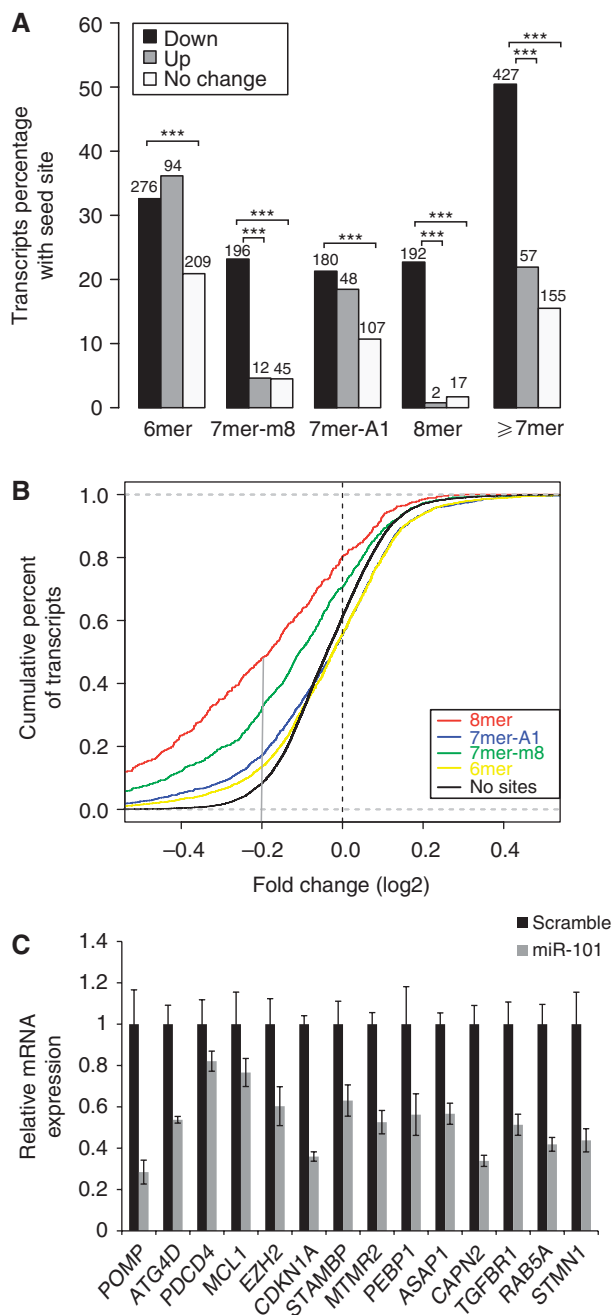 A
60
50
40
30
20
10
0
Transcripts percentage
with seed site
Down
Up
No change
***
276
94
209
***
***
196
12
45
***
180
48
107
***
***
192
2
17
***
***
427
57
155
6mer
7mer-m8
7mer-A1
8mer
⩾7mer
B
1.0
0.8
0.6
0.4
0.2
0.0
Cumulative percent
of transcripts
8mer
7mer-A1
7mer-m8
6mer
No sites
−0.4
−0.2
0.0
0.2
0.4
Fold change (log2)
C
Scramble
miR-101
1.4
1.2
1
0.8
0.6
0.4
0.2
0
Relative mRNA
expression
POMP
ATG4D
PDCD4
MCL1
EZH2
CDKN1A
STAMBP
MTMR2
PEBP1
ASAP1
CAPN2
TGFBR1
RAB5A
STMN1